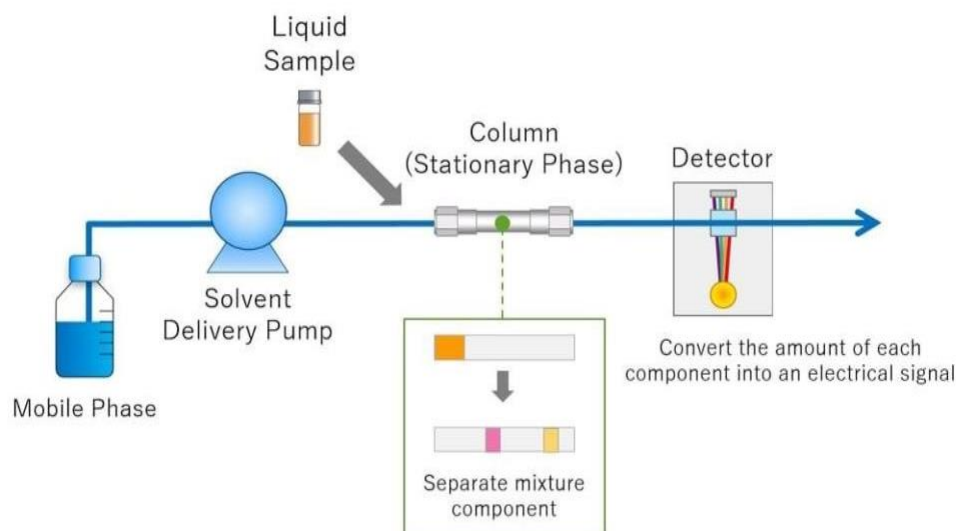 Liquid
Sample
Column
(Stationary Phase)
Detector
Solvent
Delivery Pump
Mobile Phase
Convert the amount of each
component into an electrical signal
Separate mixture
component